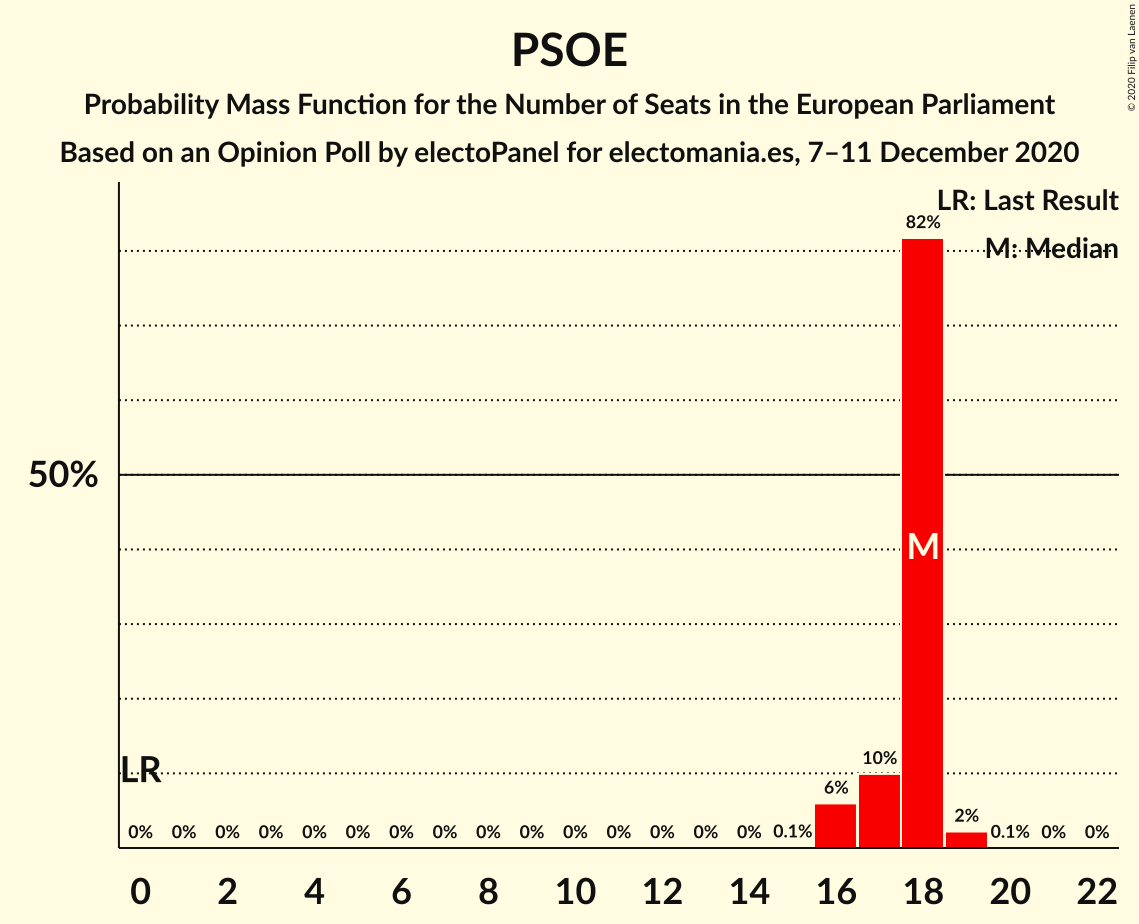 PSOE
Probability Mass Function for the Number of Seats in the European Parliament
Based on an Opinion Poll by electoPanel for electomania.es, 7–11 December 2020
© 2020 Filip van Laenen
LR: Last Result
M: Median
50%
LR
M
0% 0% 0% 0% 0% 0% 0% 0% 0% 0% 0% 0% 0% 0% 0% 0.1% 6% 10% 82% 2% 0.1% 0% 0%
0 2 4 6 8 10 12 14 16 18 20 22